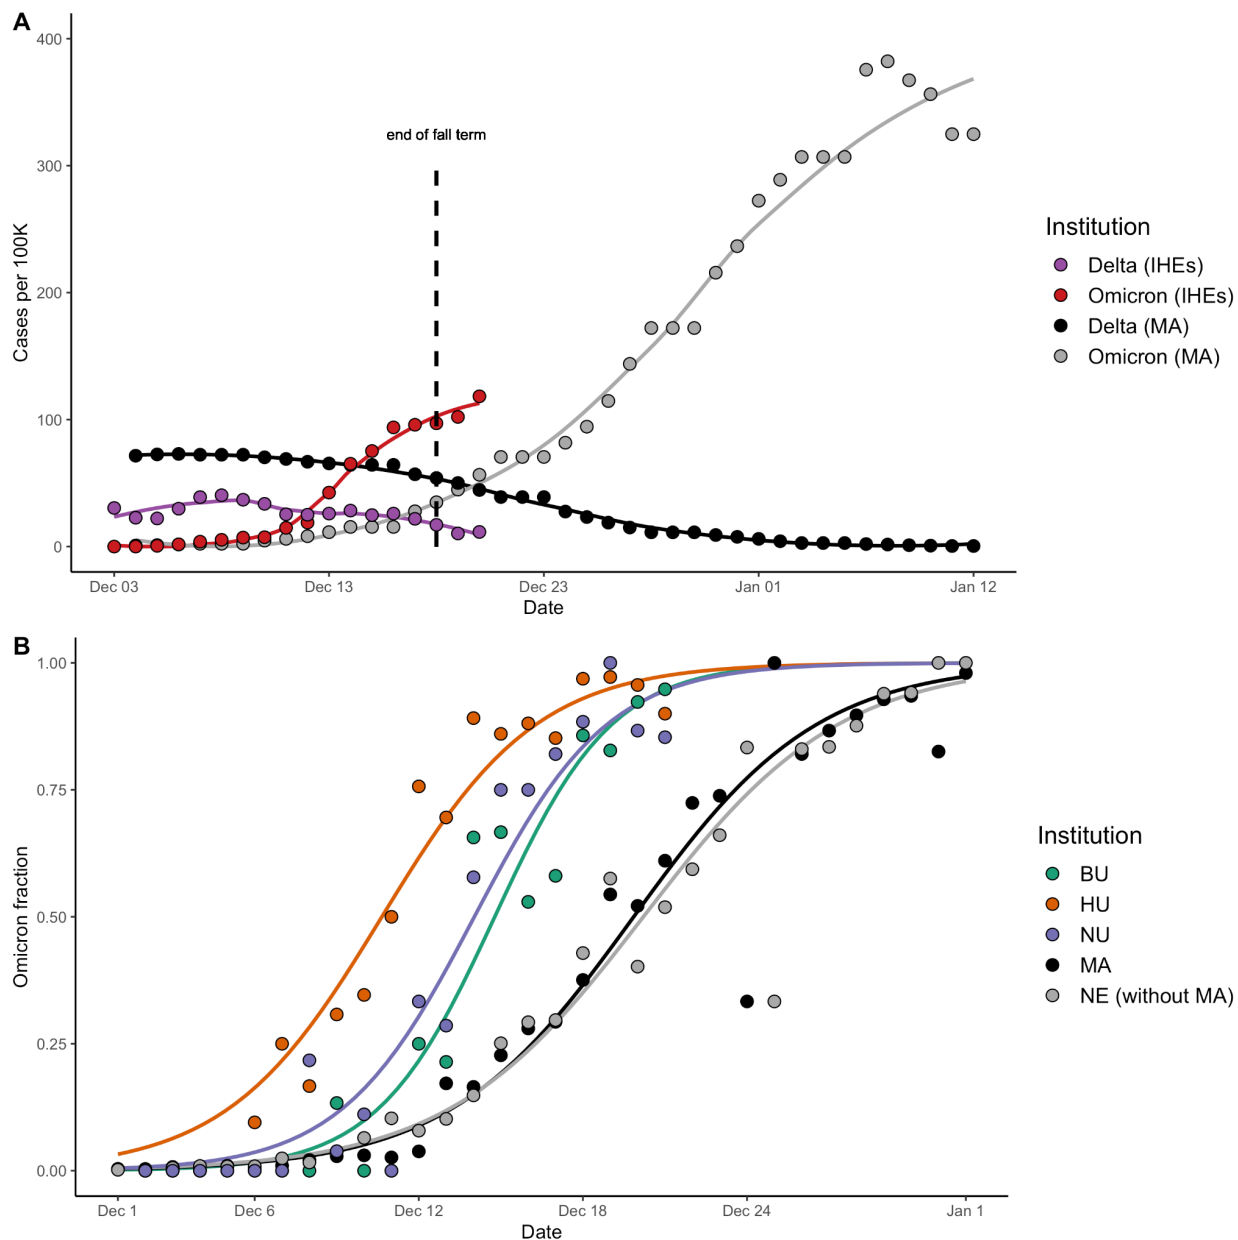 A
400
300
200
100
0
Cases per 100K
end of fall term
Dec 03
Dec 13
Dec 23
Jan 01
Jan 12
Date
Institution
Delta (IHEs)
Omicron (IHEs)
Delta (MA)
Omicron (MA)
B
1.00
0.75
0.50
0.25
0.00
Omicron fraction
Dec 1
Dec 6
Dec 12
Dec 18
Dec 24
Jan 1
Date
Institution
BU
HU
NU
MA
NE (without MA)